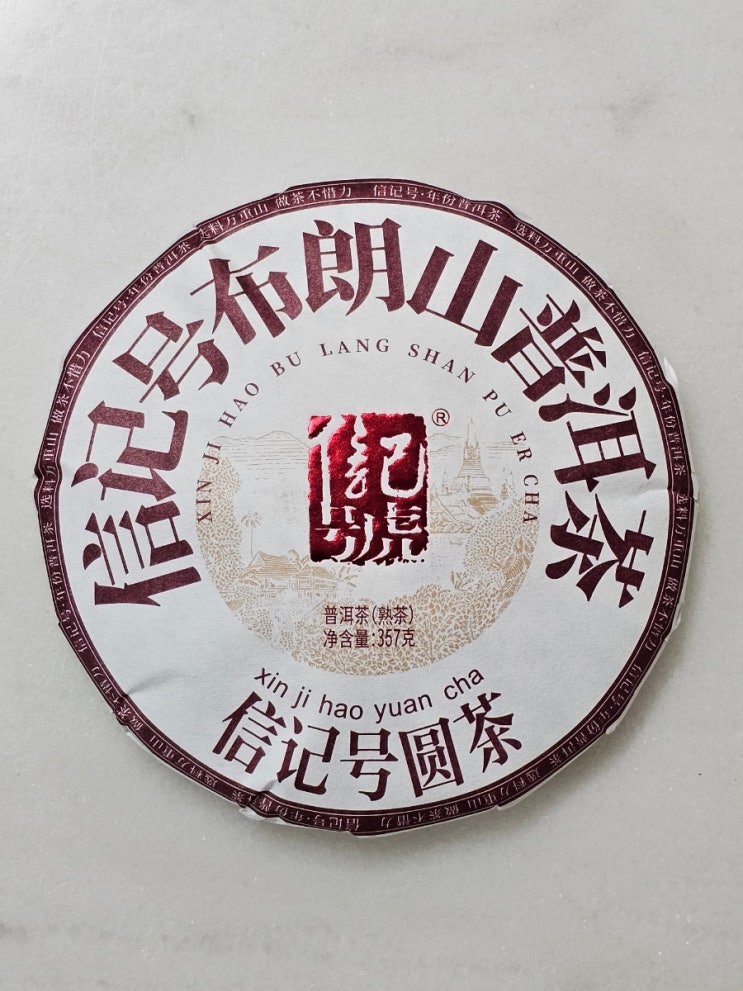 信记号·年份普洱茶 选料万重山 做茶不惜力
信记号布朗山普洱茶
XIN JI HAO BU LANG SHAN PU ER CHA
信记号
®
普洱茶(熟茶)
净含量:357克
xin ji hao yuan cha
信记号圆茶